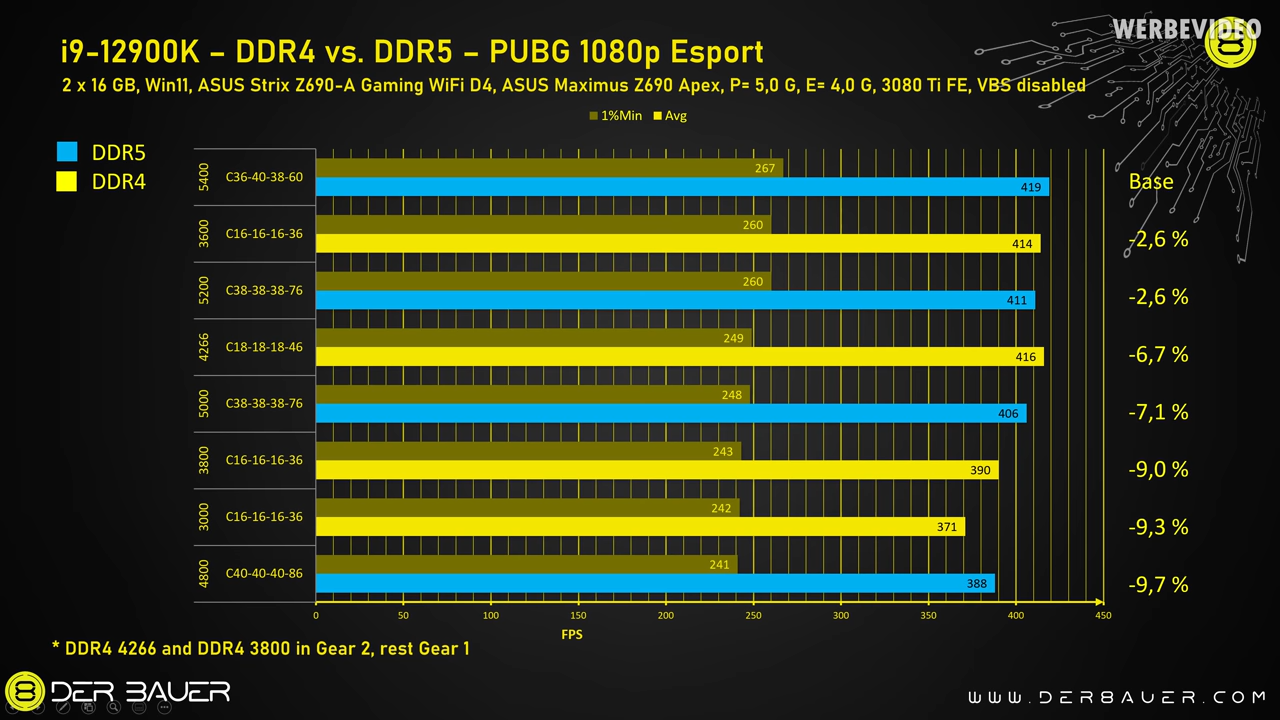 WERBEVIDEO
i9-12900K – DDR4 vs. DDR5 – PUBG 1080p Esport
2 x 16 GB, Win11, ASUS Strix Z690-A Gaming WiFi D4, ASUS Maximus Z690 Apex, P= 5,0 G, E= 4,0 G, 3080 Ti FE, VBS disabled
1%Min Avg
DDR5
DDR4
5400 C36-40-38-60 267 419 Base
3600 C16-16-16-36 260 414 -2,6 %
5200 C38-38-38-76 260 411 -2,6 %
4266 C18-18-18-46 249 416 -6,7 %
5000 C38-38-38-76 248 406 -7,1 %
3800 C16-16-16-36 243 390 -9,0 %
3000 C16-16-16-36 242 371 -9,3 %
4800 C40-40-40-86 241 388 -9,7 %
0 50 100 150 200 250 300 350 400 450
FPS
* DDR4 4266 and DDR4 3800 in Gear 2, rest Gear 1
8 DER BAUER
WWW.DER8AUER.COM